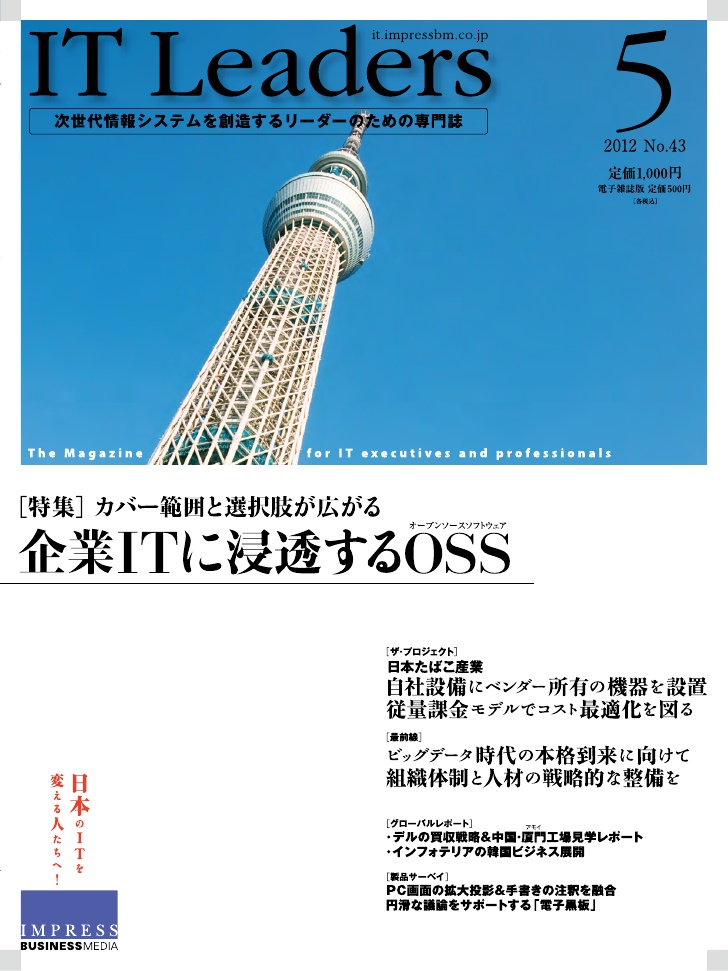 it.impressbm.co.jp
IT Leaders
次世代情報システムを創造するリーダーのための専門誌
5
2012 No.43
定価1,000円
電子雑誌版 定価500円
[各税込]
The Magazine for IT executives and professionals
[特集] カバー範囲と選択肢が広がる
オープンソースソフトウェア
企業ITに浸透するOSS
[ザ・プロジェクト]
日本たばこ産業
自社設備にベンダー所有の機器を設置
従量課金モデルでコスト最適化を図る
[最前線]
ビッグデータ時代の本格到来に向けて
組織体制と人材の戦略的な整備を
[グローバルレポート]
アモイ
・デルの買収戦略&中国・厦門工場見学レポート
・インフォテリアの韓国ビジネス展開
[製品サーベイ]
PC画面の拡大投影&手書きの注釈を融合
円滑な議論をサポートする「電子黒板」
日本のITを
変える人たちへ!
IMPRESS
BUSINESSMEDIA